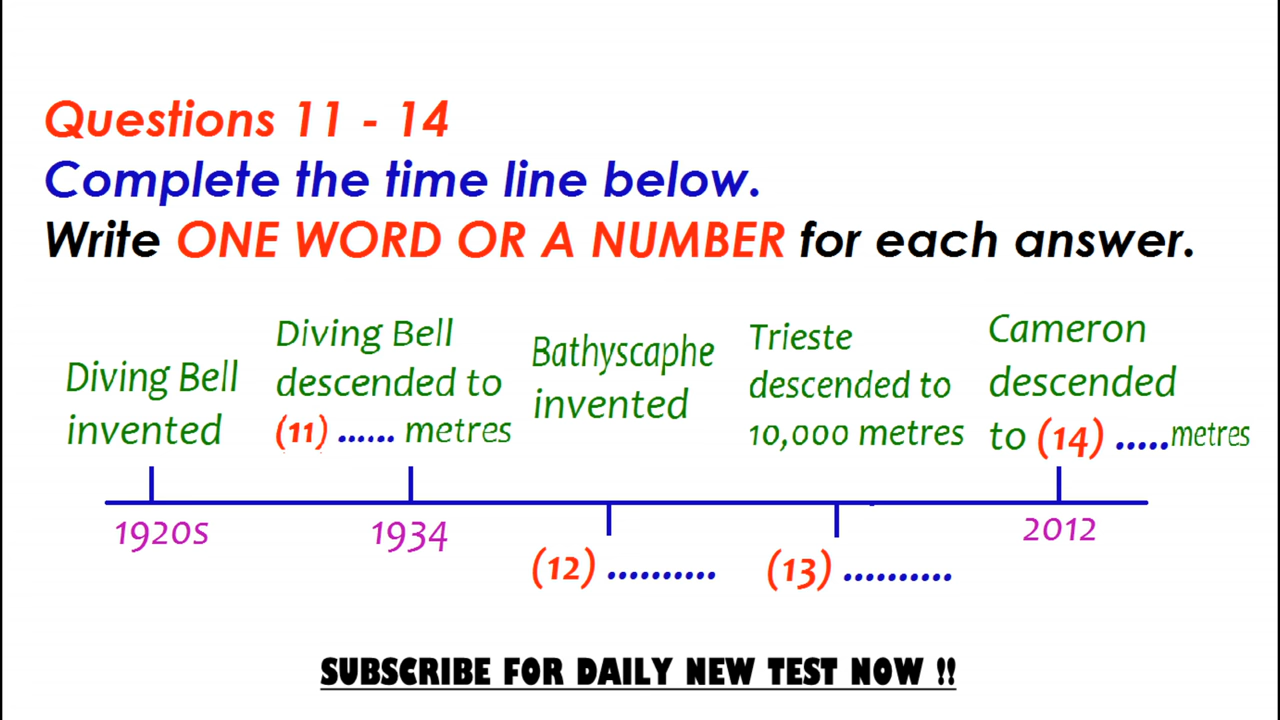 Questions 11 - 14
Complete the time line below.
Write ONE WORD OR A NUMBER for each answer.
Diving Bell
invented
Diving Bell
descended to
(11) ...... metres
Bathyscaphe
invented
Trieste
descended to
10,000 metres
Cameron
descended
to (14) .....metres
1920s
1934
(12) ..........
(13) ..........
2012
SUBSCRIBE FOR DAILY NEW TEST NOW !!